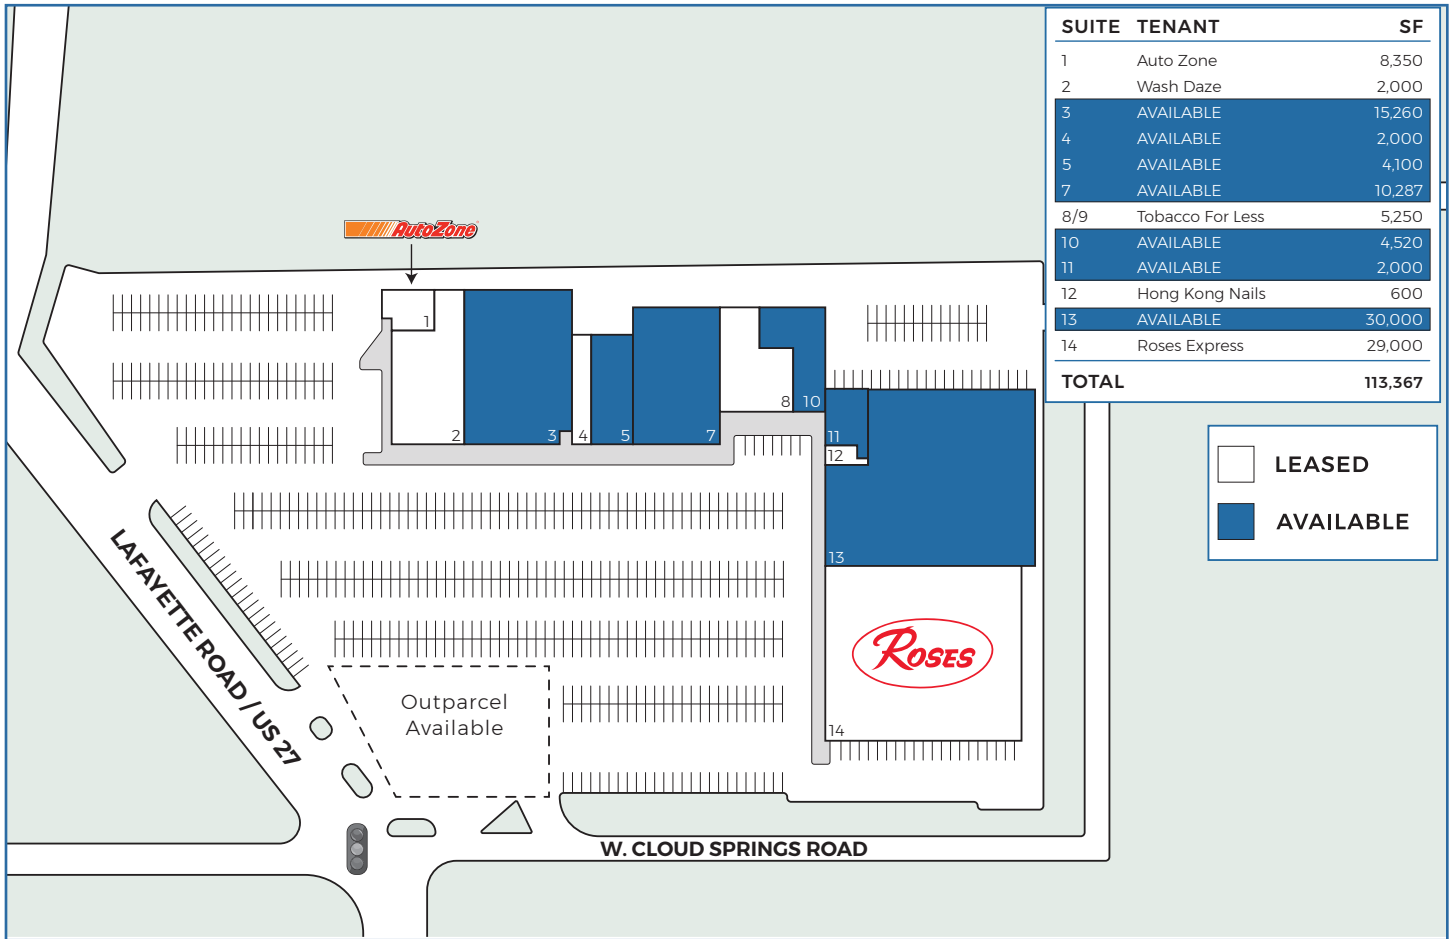 SUITE TENANT SF
1 Auto Zone 8,350
2 Wash Daze 2,000
3 AVAILABLE 15,260
4 AVAILABLE 2,000
5 AVAILABLE 4,100
7 AVAILABLE 10,287
8/9 Tobacco For Less 5,250
10 AVAILABLE 4,520
11 AVAILABLE 2,000
12 Hong Kong Nails 600
13 AVAILABLE 30,000
14 Roses Express 29,000
TOTAL 113,367
AutoZone
1
2
3
4
5
7
8
10
11
12
13
14
LEASED
AVAILABLE
ROSES
LAFAYETTE ROAD / US 27
Outparcel
Available
W. CLOUD SPRINGS ROAD